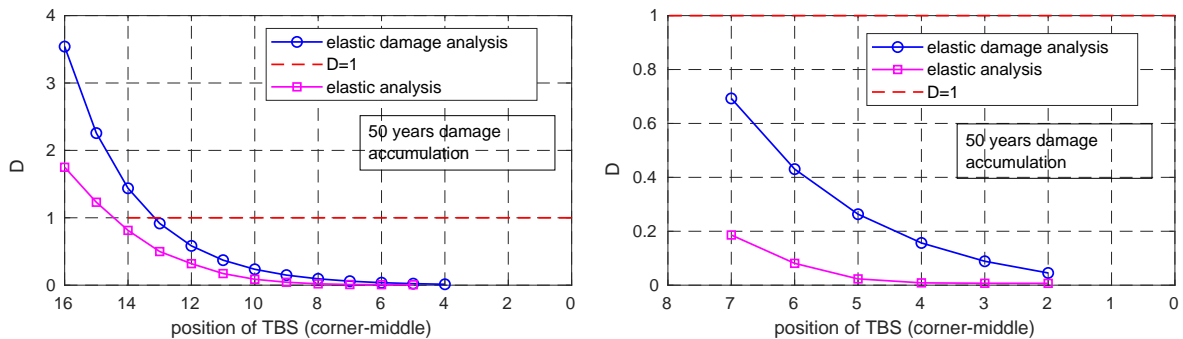 4
3
2
1
0
D
elastic damage analysis
D=1
elastic analysis
50 years damage
accumulation
16 14 12 10 8 6 4 2 0
position of TBS (corner-middle)
1
0.8
0.6
0.4
0.2
0
D
elastic damage analysis
elastic analysis
D=1
50 years damage
accumulation
8 7 6 5 4 3 2 1 0
position of TBS (corner-middle)